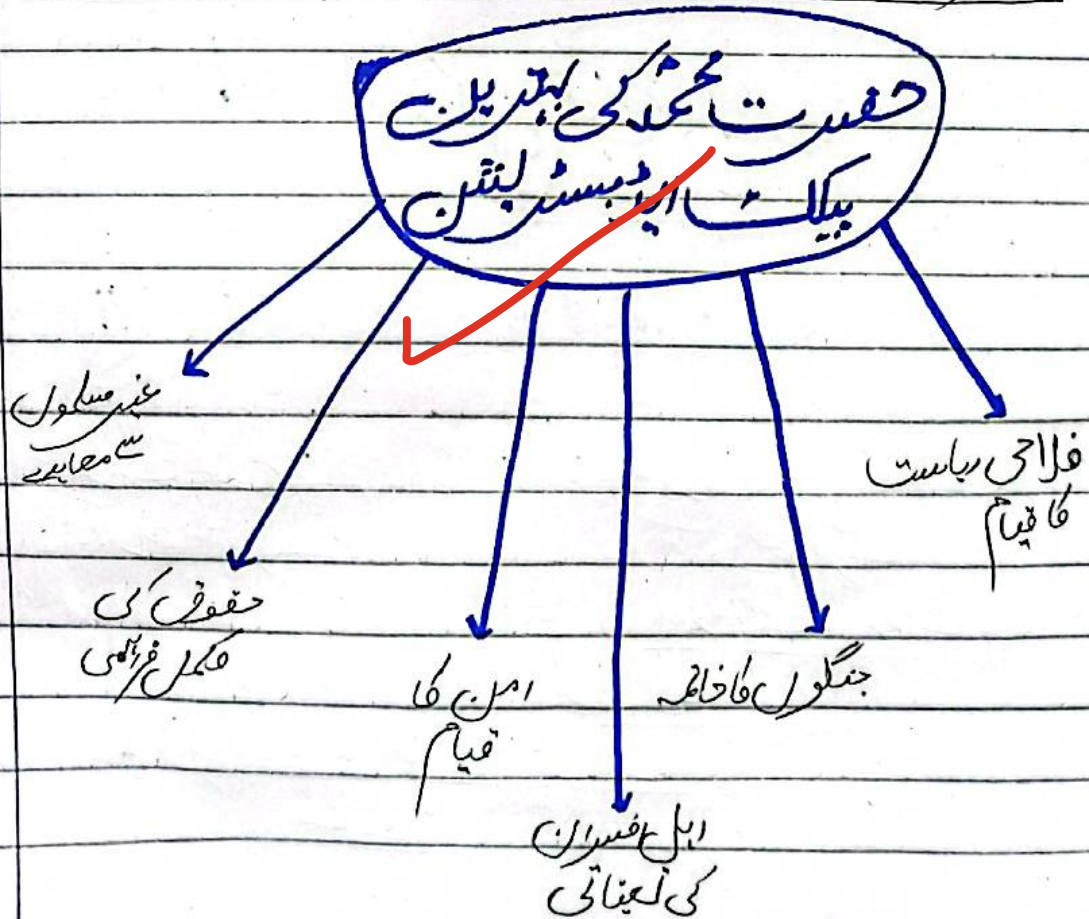 حضرت محمدؐ کی بہترین
پبلک ایڈمسٹریشن
فلاحی ریاست
کا قیام
جنگوں کا خاتمہ
اہل افسران
کی تعیناتی
امن کا
قیام
حقوق کی
مکمل فراہمی
غیر مسلموں
سے معاہدے